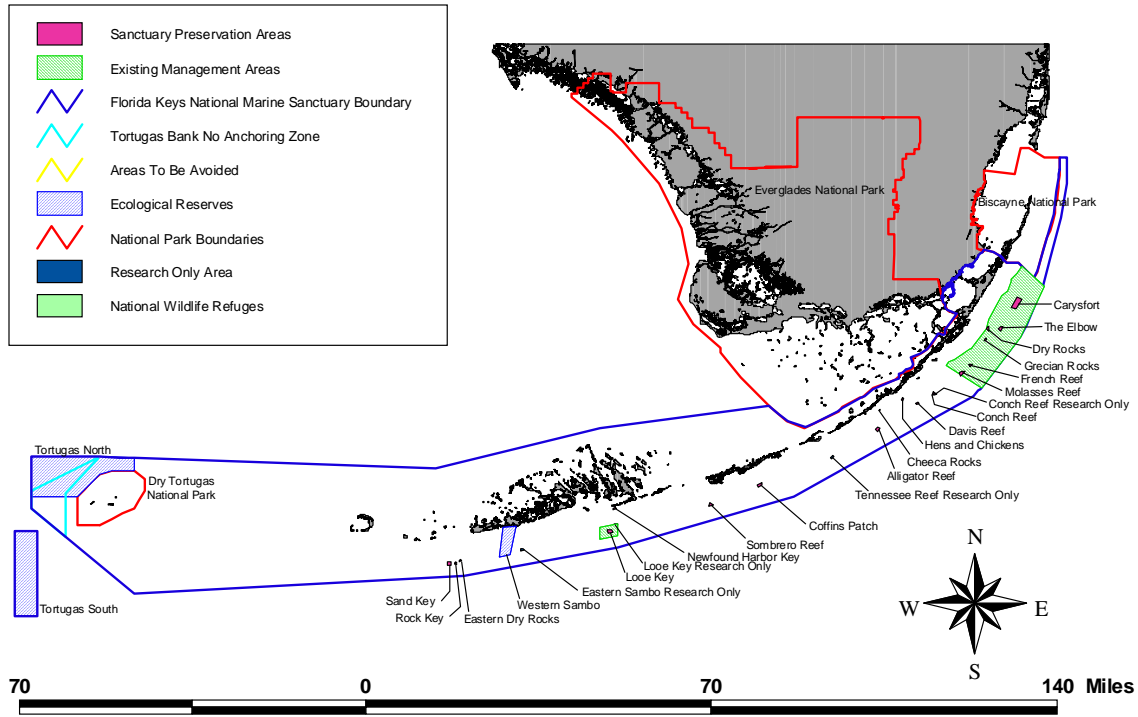 Sanctuary Preservation Areas
Existing Management Areas
Florida Keys National Marine Sanctuary Boundary
Tortugas Bank No Anchoring Zone
Areas To Be Avoided
Ecological Reserves
National Park Boundaries
Research Only Area
National Wildlife Refuges
Everglades National Park
Biscayne National Park
Carysfort
The Elbow
Dry Rocks
Grecian Rocks
French Reef
Molasses Reef
Conch Reef Research Only
Conch Reef
Davis Reef
Hens and Chickens
Cheeca Rocks
Alligator Reef
Tennessee Reef Research Only
Coffins Patch
Sombrero Reef
Newfound Harbor Key
Looe Key Research Only
Looe Key
Eastern Sambo Research Only
Western Sambo
Eastern Dry Rocks
Rock Key
Sand Key
Tortugas North
Dry Tortugas
National Park
Tortugas South
N
W
E
S
70
0
70
140 Miles